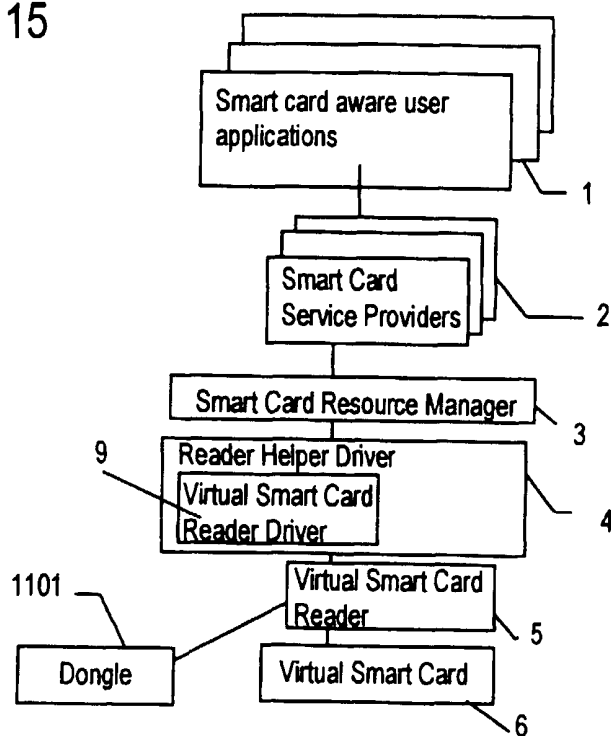 15
Smart card aware user
applications
1
Smart Card
Service Providers
2
Smart Card Resource Manager
3
Reader Helper Driver
9
Virtual Smart Card
Reader Driver
4
1101
Virtual Smart Card
Reader
5
Dongle
Virtual Smart Card
6